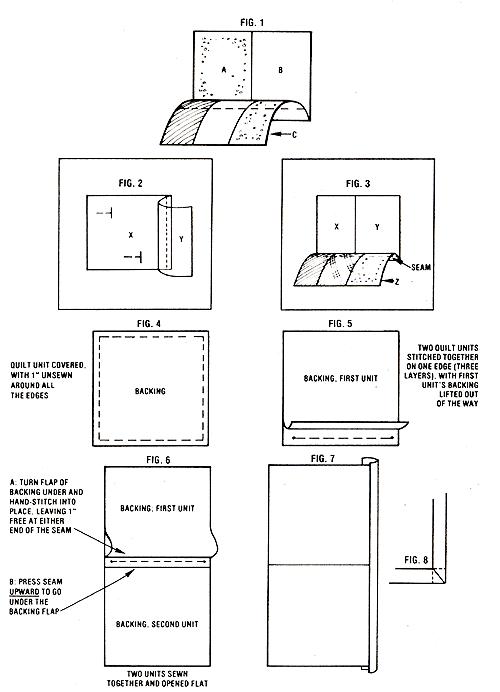 FIG. 1
A
B
C
FIG. 2
X
Y
FIG. 3
X
Y
SEAM
Z
FIG. 4
QUILT UNIT COVERED,
WITH 1" UNSEWN
AROUND ALL
THE EDGES
BACKING
FIG. 5
BACKING, FIRST UNIT
TWO QUILT UNITS
STITCHED TOGETHER
ON ONE EDGE (THREE
LAYERS), WITH FIRST
UNIT'S BACKING
LIFTED OUT
OF THE WAY
FIG. 6
A: TURN FLAP OF
BACKING UNDER AND
HAND-STITCH INTO
PLACE, LEAVING 1"
FREE AT EITHER
END OF THE SEAM
BACKING, FIRST UNIT
B: PRESS SEAM
UPWARD TO GO
UNDER THE
BACKING FLAP
BACKING, SECOND UNIT
TWO UNITS SEWN
TOGETHER AND OPENED FLAT
FIG. 7
FIG. 8